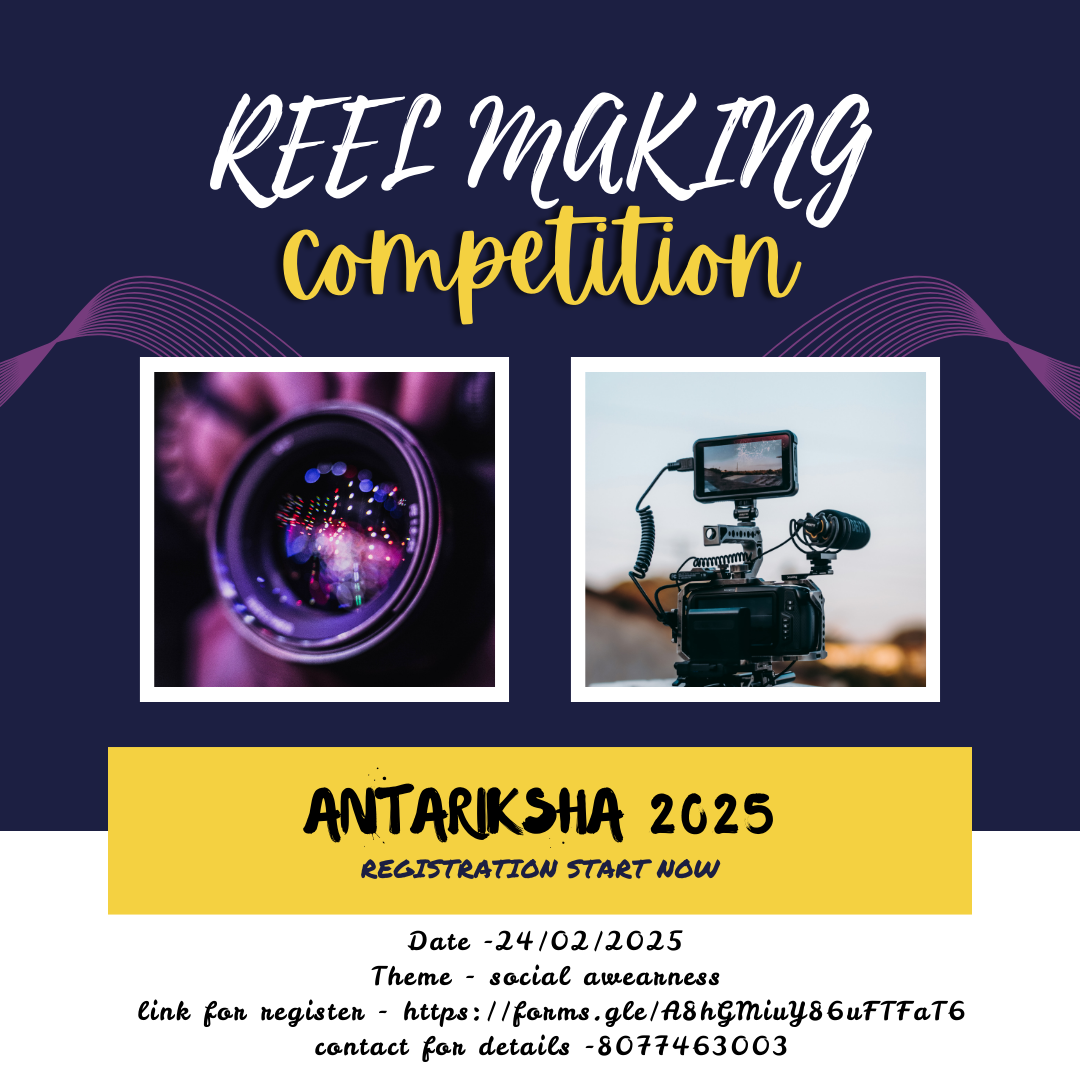 REEL MAKING
competition
ANTARIKSHA 2025
REGISTRATION START NOW
Date -24/02/2025
Theme - social awearness
link for register - https://forms.gle/A8hGMiuY86uFTFaT6
contact for details -8077463003